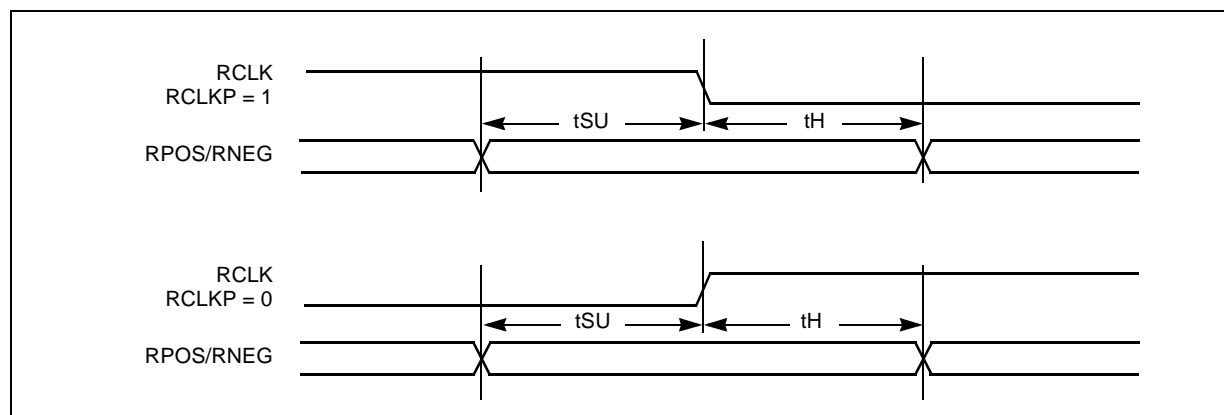 RCLK
RCLKP = 1
tSU
tH
RPOS/RNEG
RCLK
RCLKP = 0
tSU
tH
RPOS/RNEG